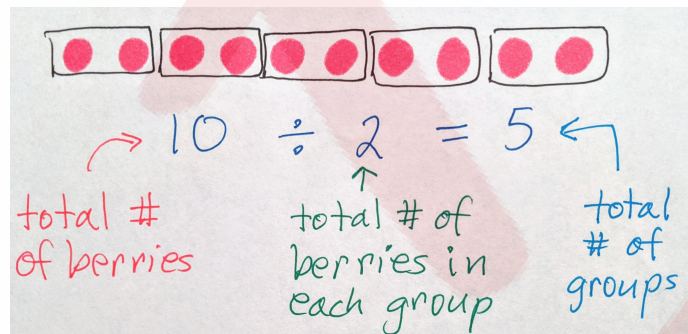 10 ÷ 2 = 5
total #
of berries
total # of
berries in
each group
total
# of
groups